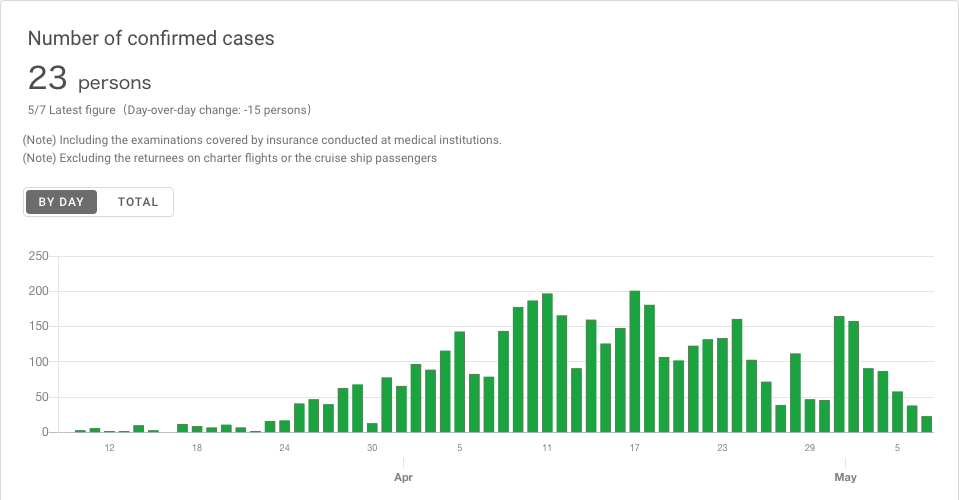 Number of confirmed cases
23 persons
5/7 Latest figure（Day-over-day change: -15 persons）
(Note) Including the examinations covered by insurance conducted at medical institutions.
(Note) Excluding the returnees on charter flights or the cruise ship passengers
BY DAY TOTAL
250
200
150
100
50
0
12 18 24 30 5 11 17 23 29 5
Apr May